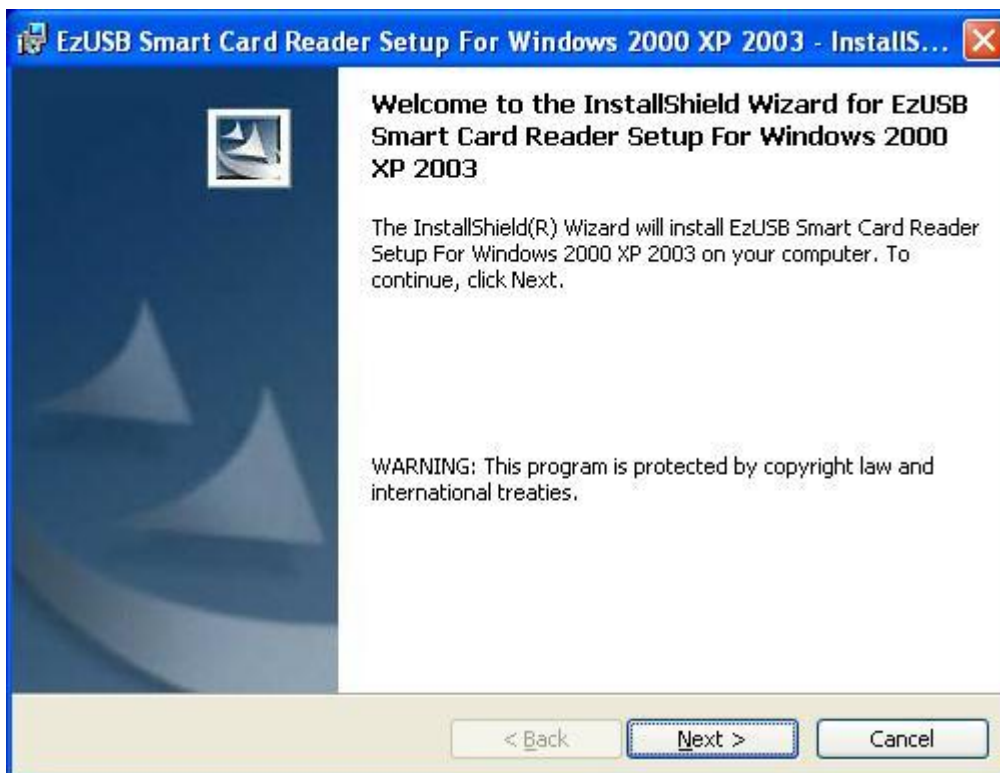 EzUSB Smart Card Reader Setup For Windows 2000 XP 2003 - InstallS...
Welcome to the InstallShield Wizard for EzUSB
Smart Card Reader Setup For Windows 2000
XP 2003
The InstallShield(R) Wizard will install EzUSB Smart Card Reader
Setup For Windows 2000 XP 2003 on your computer. To
continue, click Next.
WARNING: This program is protected by copyright law and
international treaties.
< Back Next > Cancel